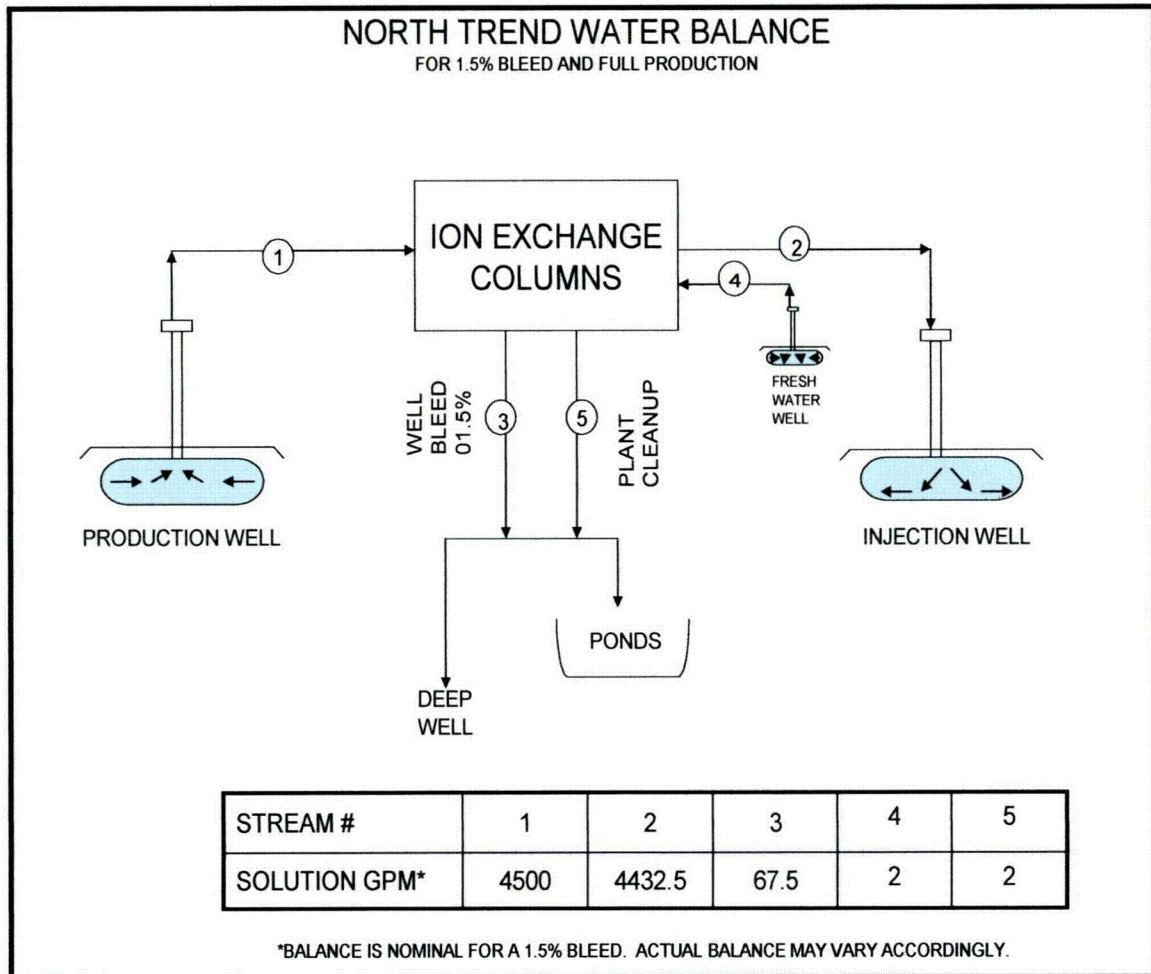 NORTH TREND WATER BALANCE
FOR 1.5% BLEED AND FULL PRODUCTION
ION EXCHANGE
COLUMNS
1
2
4
FRESH
WATER
WELL
WELL
BLEED
01.5%
3
5
PLANT
CLEANUP
PRODUCTION WELL
INJECTION WELL
PONDS
DEEP
WELL
STREAM # 1 2 3 4 5
SOLUTION GPM* 4500 4432.5 67.5 2 2
*BALANCE IS NOMINAL FOR A 1.5% BLEED. ACTUAL BALANCE MAY VARY ACCORDINGLY.